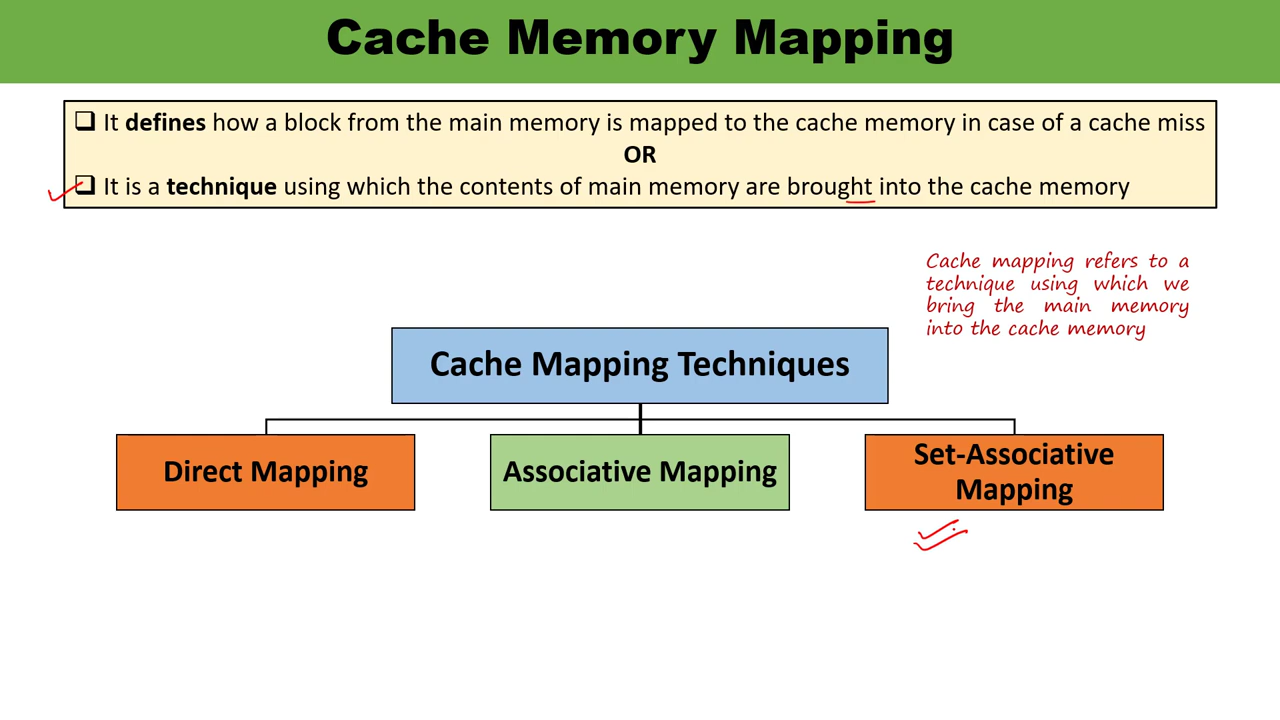 Cache Memory Mapping
❑ It defines how a block from the main memory is mapped to the cache memory in case of a cache miss
OR
❑ It is a technique using which the contents of main memory are brought into the cache memory
Cache mapping refers to a
technique using which we
bring the main memory
into the cache memory
Cache Mapping Techniques
Direct Mapping
Associative Mapping
Set-Associative
Mapping